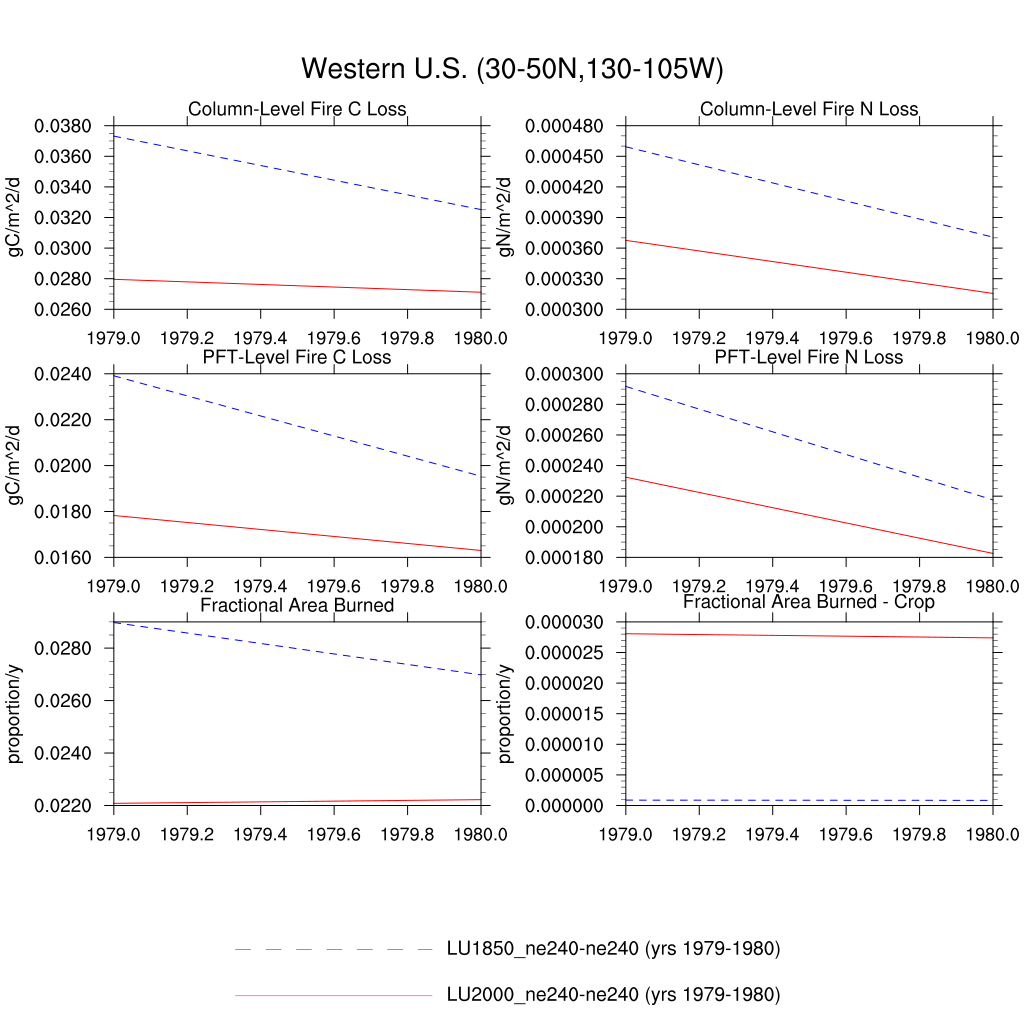 Western U.S. (30-50N,130-105W)
Column-Level Fire C Loss
gC/m^2/d
0.0380
0.0360
0.0340
0.0320
0.0300
0.0280
0.0260
1979.0 1979.2 1979.4 1979.6 1979.8 1980.0
Column-Level Fire N Loss
gN/m^2/d
0.000480
0.000450
0.000420
0.000390
0.000360
0.000330
0.000300
1979.0 1979.2 1979.4 1979.6 1979.8 1980.0
PFT-Level Fire C Loss
gC/m^2/d
0.0240
0.0220
0.0200
0.0180
0.0160
1979.0 1979.2 1979.4 1979.6 1979.8 1980.0
PFT-Level Fire N Loss
gN/m^2/d
0.000300
0.000280
0.000260
0.000240
0.000220
0.000200
0.000180
1979.0 1979.2 1979.4 1979.6 1979.8 1980.0
Fractional Area Burned
proportion/y
0.0280
0.0260
0.0240
0.0220
1979.0 1979.2 1979.4 1979.6 1979.8 1980.0
Fractional Area Burned - Crop
proportion/y
0.000030
0.000025
0.000020
0.000015
0.000010
0.000005
0.000000
1979.0 1979.2 1979.4 1979.6 1979.8 1980.0
LU1850_ne240-ne240 (yrs 1979-1980)
LU2000_ne240-ne240 (yrs 1979-1980)